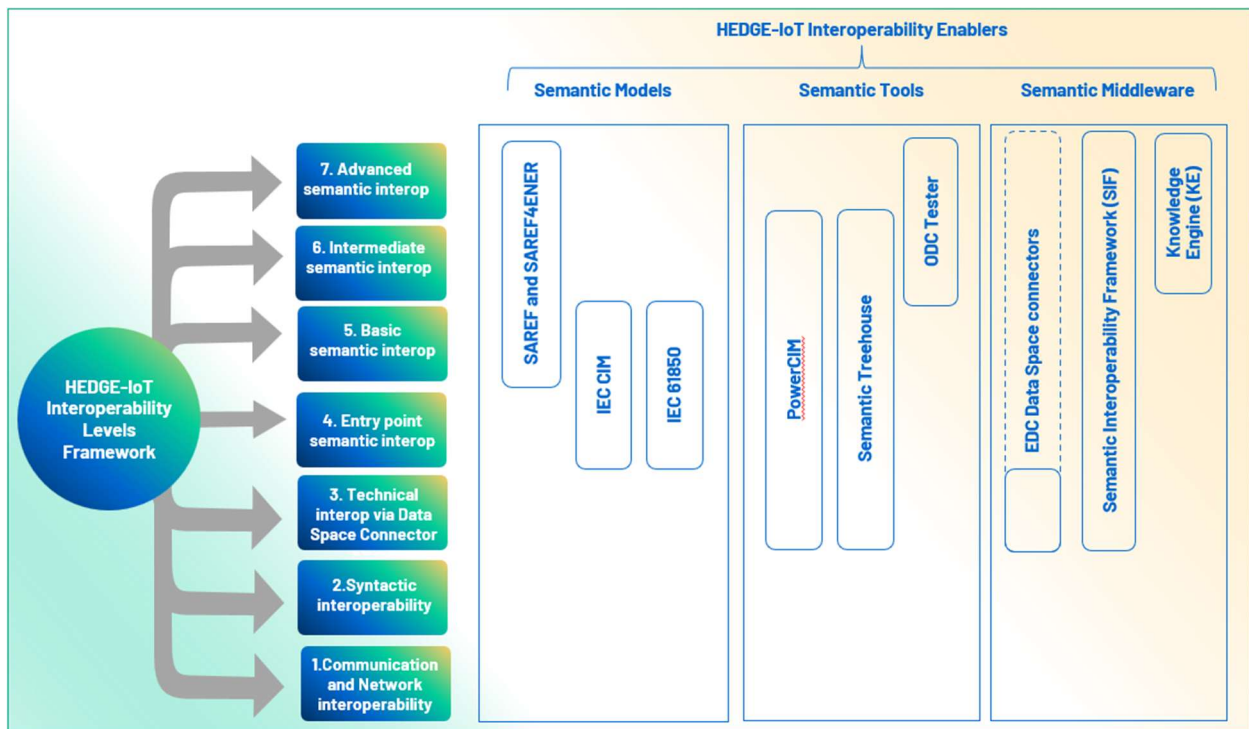 HEDGE-IoT Interoperability Enablers
Semantic Models
Semantic Tools
Semantic Middleware
HEDGE-IoT
Interoperability
Levels
Framework
7. Advanced
semantic interop
6. Intermediate
semantic interop
5. Basic
semantic interop
4. Entry point
semantic interop
3. Technical
interop via Data
Space Connector
2.Syntactic
interoperability
1.Communication
and Network
interoperability
SAREF and SAREF4ENER
IEC CIM
IEC 61850
PowerCIM
Semantic Treehouse
ODC Tester
EDC Data Space connectors
Semantic Interoperability Framework (SIF)
Knowledge
Engine (KE)